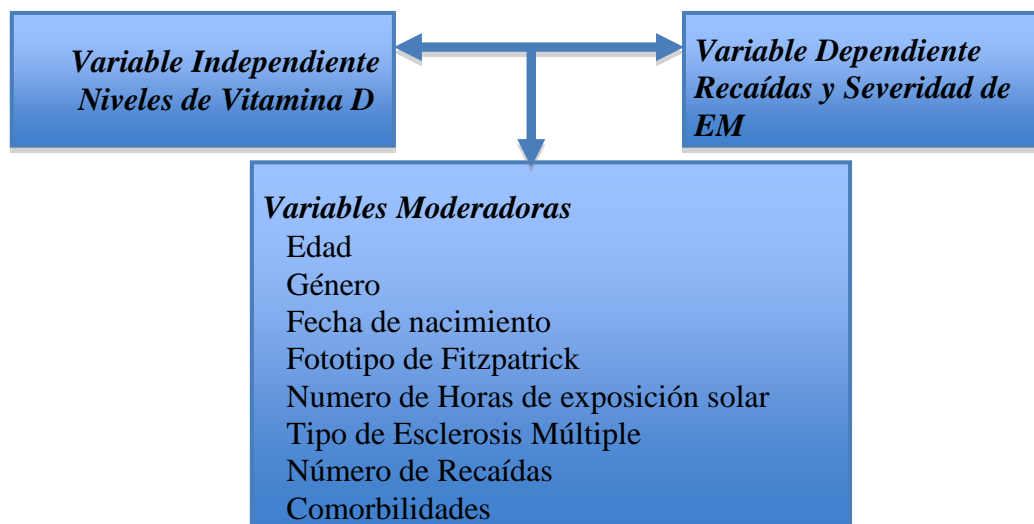 Variable Independiente
Niveles de Vitamina D
Variable Dependiente
Recaídas y Severidad de
EM
Variables Moderadoras
Edad
Género
Fecha de nacimiento
Fototipo de Fitzpatrick
Numero de Horas de exposición solar
Tipo de Esclerosis Múltiple
Número de Recaídas
Comorbilidades